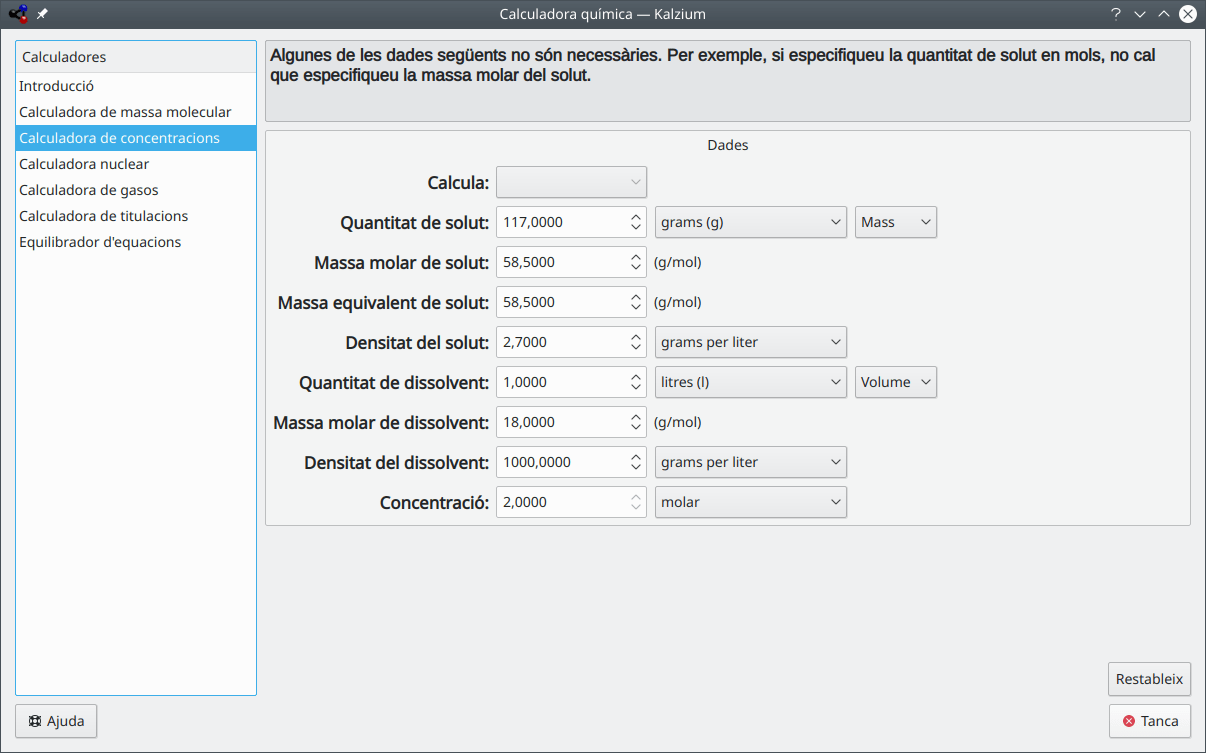 Calculadora química — Kalzium
Calculadores
Introducció
Calculadora de massa molecular
Calculadora de concentracions
Calculadora nuclear
Calculadora de gasos
Calculadora de titulacions
Equilibrador d'equacions
Algunes de les dades següents no són necessàries. Per exemple, si especifiqueu la quantitat de solut en mols, no cal
que especifiqueu la massa molar del solut.
Dades
Calcula:
Quantitat de solut: 117,0000 grams (g) Mass
Massa molar de solut: 58,5000 (g/mol)
Massa equivalent de solut: 58,5000 (g/mol)
Densitat del solut: 2,7000 grams per liter
Quantitat de dissolvent: 1,0000 litres (l) Volume
Massa molar de dissolvent: 18,0000 (g/mol)
Densitat del dissolvent: 1000,0000 grams per liter
Concentració: 2,0000 molar
Restableix
Ajuda
Tanca